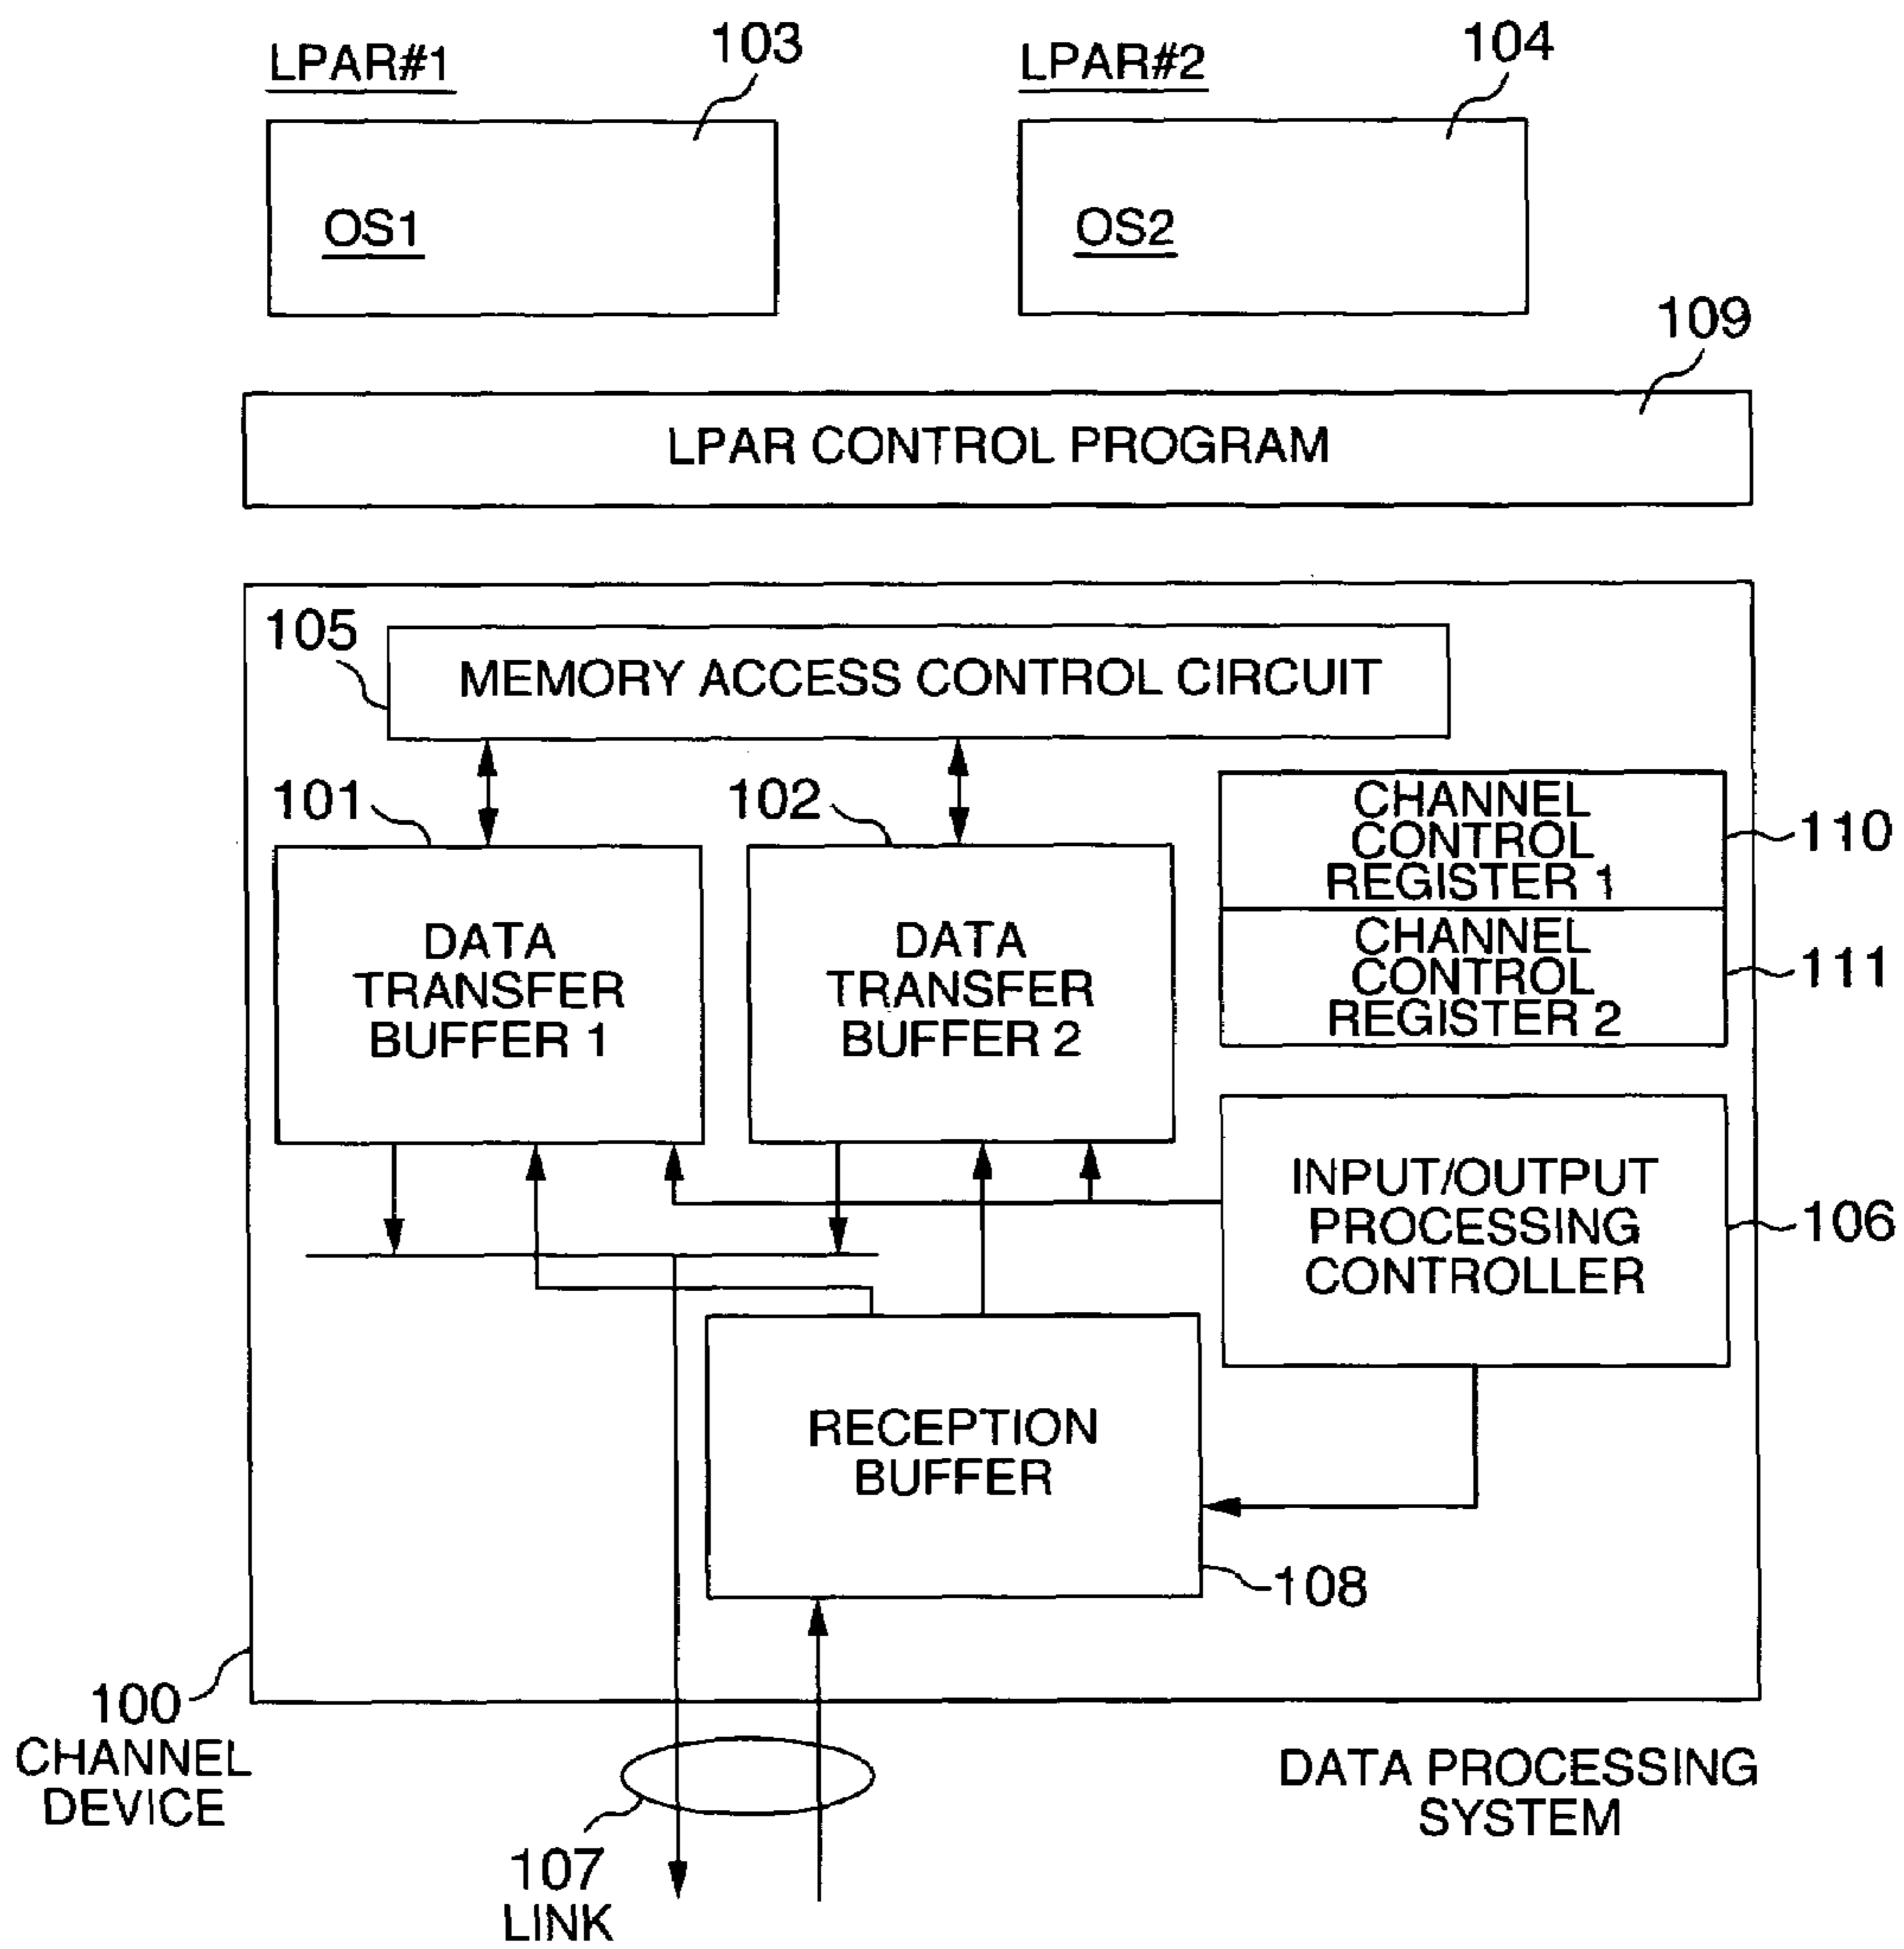 LPAR#1
103
LPAR#2
104
OS1
OS2
109
LPAR CONTROL PROGRAM
105
MEMORY ACCESS CONTROL CIRCUIT
101
102
CHANNEL
CONTROL
REGISTER 1
110
DATA
TRANSFER
BUFFER 1
DATA
TRANSFER
BUFFER 2
CHANNEL
CONTROL
REGISTER 2
111
INPUT/OUTPUT
PROCESSING
CONTROLLER
106
RECEPTION
BUFFER
108
100
CHANNEL
DEVICE
107
LINK
DATA PROCESSING
SYSTEM